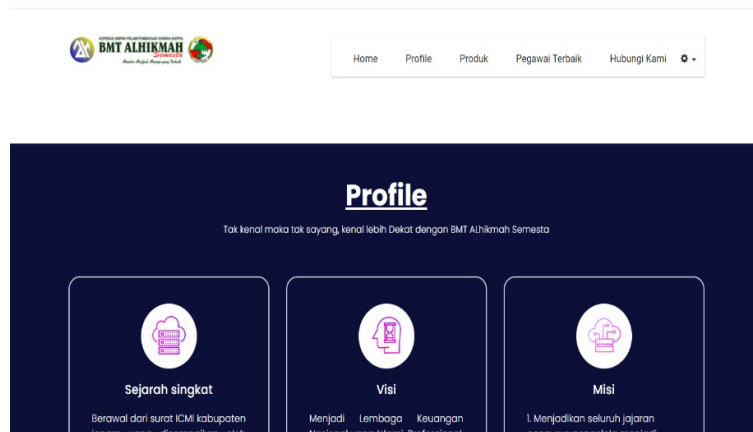 BMT ALHIKMAH
Semesta
Home Profile Produk Pegawai Terbaik Hubungi Kami
Profile
Tak kenal maka tak sayang, kenal lebih Dekat dengan BMT ALhikmah Semesta
Sejarah singkat
Berawal dari surat ICMI kabupaten
Visi
Menjadi Lembaga Keuangan
Misi
1. Menjadikan seluruh jajaran